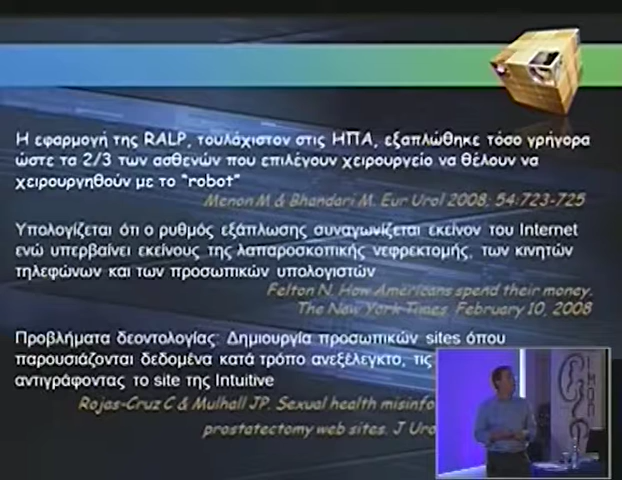 Η εφαρμογή της RALP, τουλάχιστον στις ΗΠΑ, εξαπλώθηκε τόσο γρήγορα
ώστε τα 2/3 των ασθενών που επιλέγουν χειρουργείο να θέλουν να
χειρουργηθούν με το "robot"
Menon M & Bhandari M. Eur Urol 2008, 54:723-725
Υπολογίζεται ότι ο ρυθμός εξάπλωσης συναγωνίζεται εκείνον του Internet
ενώ υπερβαίνει εκείνους της λαπαροσκοπικής νεφρεκτομής, των κινητών
τηλεφώνων και των προσωπικών υπολογιστών
Felton N. How Americans spend their money.
The New York Times, February 10, 2008
Προβλήματα δεοντολογίας: Δημιουργία προσωπικών sites όπου
παρουσιάζονται δεδομένα κατά τρόπο ανεξέλεγκτο, τις
αντιγράφοντας το site της Intuitive
Rojas-Cruz C & Mulhall JP. Sexual health misinfo
prostatectomy web sites. J Uro